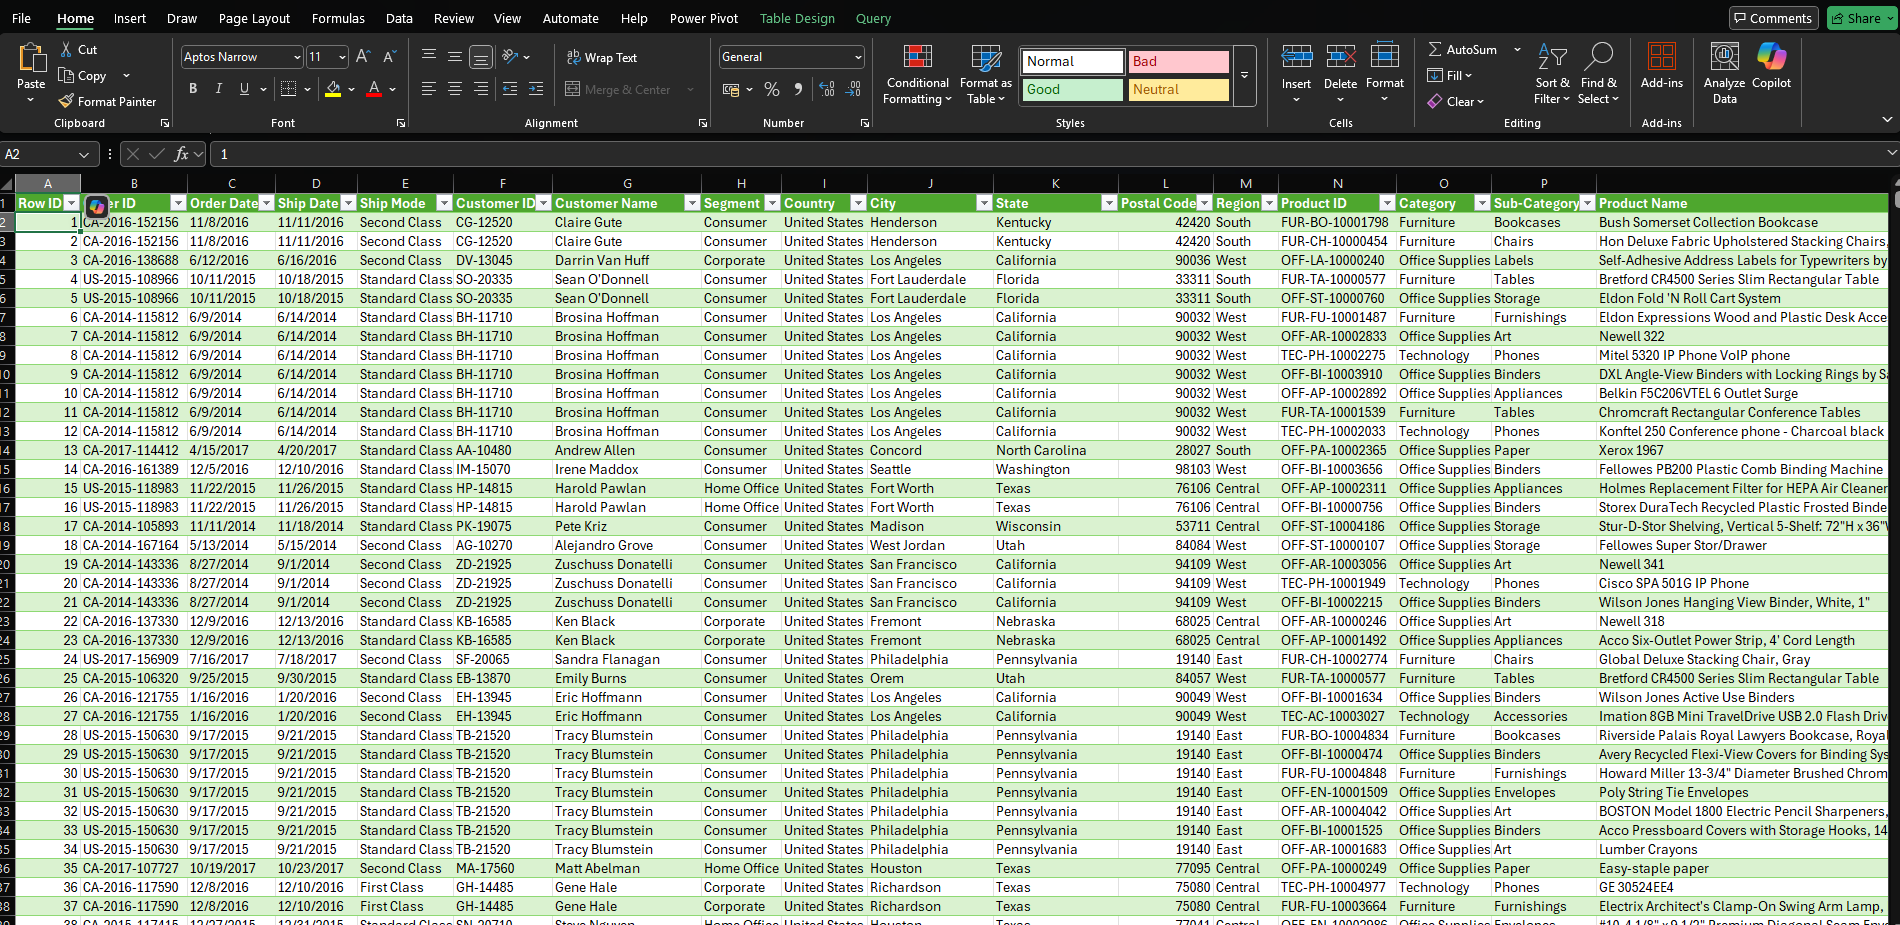 File Home Insert Draw Page Layout Formulas Data Review View Automate Help Power Pivot Table Design Query Comments Share
Paste Cut Copy Format Painter Clipboard
Aptos Narrow 11 B I U A Font
Wrap Text Merge & Center Alignment
General % Number
Conditional Formatting Format as Table Normal Bad Good Neutral Styles
Insert Delete Format Cells
AutoSum Fill Clear Sort & Filter Find & Select Editing
Add-ins Add-ins
Analyze Data Copilot
A2 fx 1
A B C D E F G H I J K L M N O P
1 Row ID er ID Order Date Ship Date Ship Mode Customer ID Customer Name Segment Country City State Postal Code Region Product ID Category Sub-Category Product Name
2 1 CA-2016-152156 11/8/2016 11/11/2016 Second Class CG-12520 Claire Gute Consumer United States Henderson Kentucky 42420 South FUR-BO-10001798 Furniture Bookcases Bush Somerset Collection Bookcase
3 2 CA-2016-152156 11/8/2016 11/11/2016 Second Class CG-12520 Claire Gute Consumer United States Henderson Kentucky 42420 South FUR-CH-10000454 Furniture Chairs Hon Deluxe Fabric Upholstered Stacking Chairs,
4 3 CA-2016-138688 6/12/2016 6/16/2016 Second Class DV-13045 Darrin Van Huff Corporate United States Los Angeles California 90036 West OFF-LA-10000240 Office Supplies Labels Self-Adhesive Address Labels for Typewriters by
5 4 US-2015-108966 10/11/2015 10/18/2015 Standard Class SO-20335 Sean O'Donnell Consumer United States Fort Lauderdale Florida 33311 South FUR-TA-10000577 Furniture Tables Bretford CR4500 Series Slim Rectangular Table
6 5 US-2015-108966 10/11/2015 10/18/2015 Standard Class SO-20335 Sean O'Donnell Consumer United States Fort Lauderdale Florida 33311 South OFF-ST-10000760 Office Supplies Storage Eldon Fold 'N Roll Cart System
7 6 CA-2014-115812 6/9/2014 6/14/2014 Standard Class BH-11710 Brosina Hoffman Consumer United States Los Angeles California 90032 West FUR-FU-10001487 Furniture Furnishings Eldon Expressions Wood and Plastic Desk Acce
8 7 CA-2014-115812 6/9/2014 6/14/2014 Standard Class BH-11710 Brosina Hoffman Consumer United States Los Angeles California 90032 West OFF-AR-10002833 Office Supplies Art Newell 322
9 8 CA-2014-115812 6/9/2014 6/14/2014 Standard Class BH-11710 Brosina Hoffman Consumer United States Los Angeles California 90032 West TEC-PH-10002275 Technology Phones Mitel 5320 IP Phone VoIP phone
10 9 CA-2014-115812 6/9/2014 6/14/2014 Standard Class BH-11710 Brosina Hoffman Consumer United States Los Angeles California 90032 West OFF-BI-10003910 Office Supplies Binders DXL Angle-View Binders with Locking Rings by Sa
11 10 CA-2014-115812 6/9/2014 6/14/2014 Standard Class BH-11710 Brosina Hoffman Consumer United States Los Angeles California 90032 West OFF-AP-10002892 Office Supplies Appliances Belkin F5C206VTEL 6 Outlet Surge
12 11 CA-2014-115812 6/9/2014 6/14/2014 Standard Class BH-11710 Brosina Hoffman Consumer United States Los Angeles California 90032 West FUR-TA-10001539 Furniture Tables Chromcraft Rectangular Conference Tables
13 12 CA-2014-115812 6/9/2014 6/14/2014 Standard Class BH-11710 Brosina Hoffman Consumer United States Los Angeles California 90032 West TEC-PH-10002033 Technology Phones Konftel 250 Conference phone - Charcoal black
14 13 CA-2017-114412 4/15/2017 4/20/2017 Standard Class AA-10480 Andrew Allen Consumer United States Concord North Carolina 28027 South OFF-PA-10002365 Office Supplies Paper Xerox 1967
15 14 CA-2016-161389 12/5/2016 12/10/2016 Standard Class IM-15070 Irene Maddox Consumer United States Seattle Washington 98103 West OFF-BI-10003656 Office Supplies Binders Fellowes PB200 Plastic Comb Binding Machine
16 15 US-2015-118983 11/22/2015 11/26/2015 Standard Class HP-14815 Harold Pawlan Home Office United States Fort Worth Texas 76106 Central OFF-AP-10002311 Office Supplies Appliances Holmes Replacement Filter for HEPA Air Cleaner
17 16 US-2015-118983 11/22/2015 11/26/2015 Standard Class HP-14815 Harold Pawlan Home Office United States Fort Worth Texas 76106 Central OFF-BI-10000756 Office Supplies Binders Storex DuraTech Recycled Plastic Frosted Binde
18 17 CA-2014-105893 11/11/2014 11/18/2014 Standard Class PK-19075 Pete Kriz Consumer United States Madison Wisconsin 53711 Central OFF-ST-10004186 Office Supplies Storage Stur-D-Stor Shelving, Vertical 5-Shelf: 72"H x 36"W
19 18 CA-2014-167164 5/13/2014 5/15/2014 Second Class AG-10270 Alejandro Grove Consumer United States West Jordan Utah 84084 West OFF-ST-10000107 Office Supplies Storage Fellowes Super Stor/Drawer
20 19 CA-2014-143336 8/27/2014 9/1/2014 Second Class ZD-21925 Zuschuss Donatelli Consumer United States San Francisco California 94109 West OFF-AR-10003056 Office Supplies Art Newell 341
21 20 CA-2014-143336 8/27/2014 9/1/2014 Second Class ZD-21925 Zuschuss Donatelli Consumer United States San Francisco California 94109 West TEC-PH-10001949 Technology Phones Cisco SPA 501G IP Phone
22 21 CA-2014-143336 8/27/2014 9/1/2014 Second Class ZD-21925 Zuschuss Donatelli Consumer United States San Francisco California 94109 West OFF-BI-10002215 Office Supplies Binders Wilson Jones Hanging View Binder, White, 1"
23 22 CA-2016-137330 12/9/2016 12/13/2016 Standard Class KB-16585 Ken Black Corporate United States Fremont Nebraska 68025 Central OFF-AR-10000246 Office Supplies Art Newell 318
24 23 CA-2016-137330 12/9/2016 12/13/2016 Standard Class KB-16585 Ken Black Corporate United States Fremont Nebraska 68025 Central OFF-AP-10001492 Office Supplies Appliances Acco Six-Outlet Power Strip, 4' Cord Length
25 24 US-2017-156909 7/16/2017 7/18/2017 Second Class SF-20065 Sandra Flanagan Consumer United States Philadelphia Pennsylvania 19140 East FUR-CH-10002774 Furniture Chairs Global Deluxe Stacking Chair, Gray
26 25 CA-2015-106320 9/25/2015 9/30/2015 Standard Class EB-13870 Emily Burns Consumer United States Orem Utah 84057 West FUR-TA-10000577 Furniture Tables Bretford CR4500 Series Slim Rectangular Table
27 26 CA-2016-121755 1/16/2016 1/20/2016 Second Class EH-13945 Eric Hoffmann Consumer United States Los Angeles California 90049 West OFF-BI-10001634 Office Supplies Binders Wilson Jones Active Use Binders
28 27 CA-2016-121755 1/16/2016 1/20/2016 Second Class EH-13945 Eric Hoffmann Consumer United States Los Angeles California 90049 West TEC-AC-10003027 Technology Accessories Imation 8GB Mini TravelDrive USB 2.0 Flash Driv
29 28 US-2015-150630 9/17/2015 9/21/2015 Standard Class TB-21520 Tracy Blumstein Consumer United States Philadelphia Pennsylvania 19140 East FUR-BO-10004834 Furniture Bookcases Riverside Palais Royal Lawyers Bookcase, Royal
30 29 US-2015-150630 9/17/2015 9/21/2015 Standard Class TB-21520 Tracy Blumstein Consumer United States Philadelphia Pennsylvania 19140 East OFF-BI-10000474 Office Supplies Binders Avery Recycled Flexi-View Covers for Binding Sys
31 30 US-2015-150630 9/17/2015 9/21/2015 Standard Class TB-21520 Tracy Blumstein Consumer United States Philadelphia Pennsylvania 19140 East FUR-FU-10004848 Furniture Furnishings Howard Miller 13-3/4" Diameter Brushed Chrom
32 31 US-2015-150630 9/17/2015 9/21/2015 Standard Class TB-21520 Tracy Blumstein Consumer United States Philadelphia Pennsylvania 19140 East OFF-EN-10001509 Office Supplies Envelopes Poly String Tie Envelopes
33 32 US-2015-150630 9/17/2015 9/21/2015 Standard Class TB-21520 Tracy Blumstein Consumer United States Philadelphia Pennsylvania 19140 East OFF-AR-10004042 Office Supplies Art BOSTON Model 1800 Electric Pencil Sharpeners,
34 33 US-2015-150630 9/17/2015 9/21/2015 Standard Class TB-21520 Tracy Blumstein Consumer United States Philadelphia Pennsylvania 19140 East OFF-BI-10001525 Office Supplies Binders Acco Pressboard Covers with Storage Hooks, 14
35 34 US-2015-150630 9/17/2015 9/21/2015 Standard Class TB-21520 Tracy Blumstein Consumer United States Philadelphia Pennsylvania 19140 East OFF-AR-10001683 Office Supplies Art Lumber Crayons
36 35 CA-2017-107727 10/19/2017 10/23/2017 Second Class MA-17560 Matt Abelman Home Office United States Houston Texas 77095 Central OFF-PA-10000249 Office Supplies Paper Easy-staple paper
37 36 CA-2016-117590 12/8/2016 12/10/2016 First Class GH-14485 Gene Hale Corporate United States Richardson Texas 75080 Central TEC-PH-10004977 Technology Phones GE 30524EE4
38 37 CA-2016-117590 12/8/2016 12/10/2016 First Class GH-14485 Gene Hale Corporate United States Richardson Texas 75080 Central FUR-FU-10003664 Furniture Furnishings Electrix Architect's Clamp-On Swing Arm Lamp,